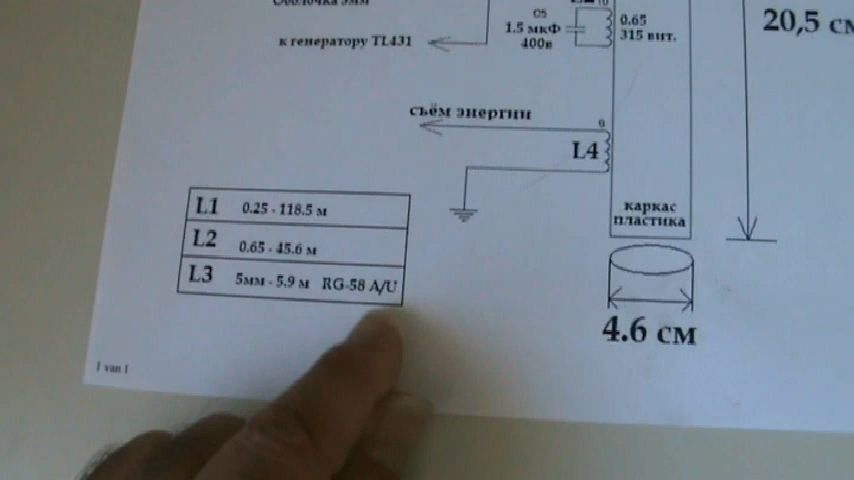 Оболочка 5мм
C5
1.5 мкФ
400в
0.65
315 вит.
20,5 см
к генератору TL431
съём энергии
L4
каркас
пластика
L1 0.25 - 118.5 м
L2 0.65 - 45.6 м
L3 5мм - 5.9 м RG-58 A/U
4.6 см
1 van 1